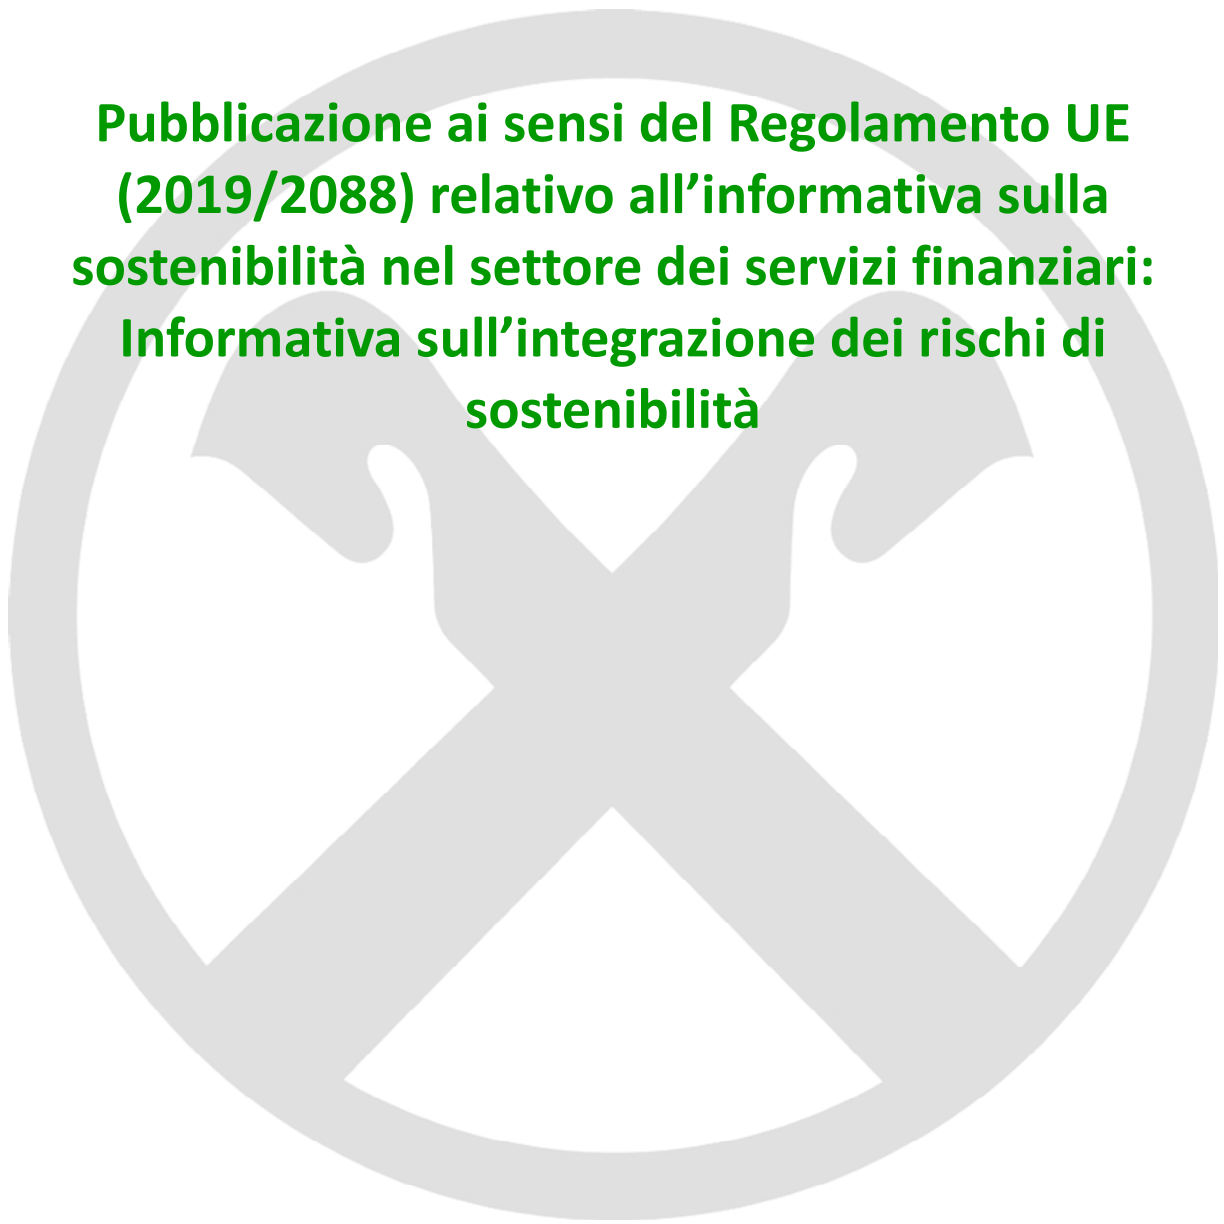 Pubblicazione ai sensi del Regolamento UE
(2019/2088) relativo all’informativa sulla
sostenibilità nel settore dei servizi finanziari:
Informativa sull’integrazione dei rischi di
sostenibilità